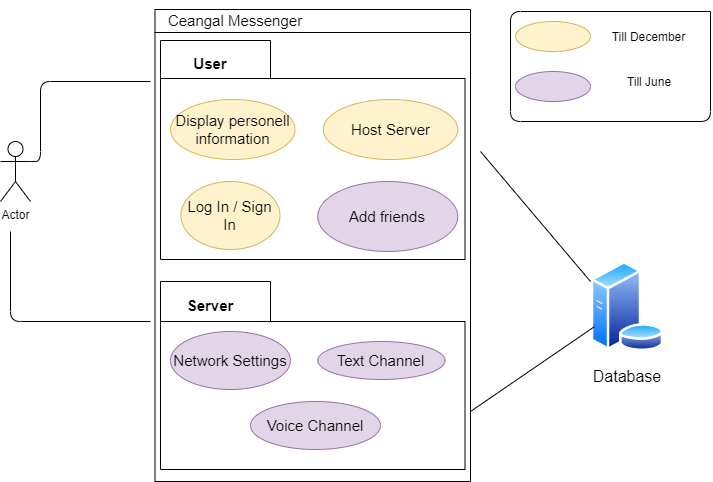 Ceangal Messenger
User
Display personell
information
Host Server
Log In / Sign
In
Add friends
Server
Network Settings
Text Channel
Voice Channel
Actor
Till December
Till June
Database